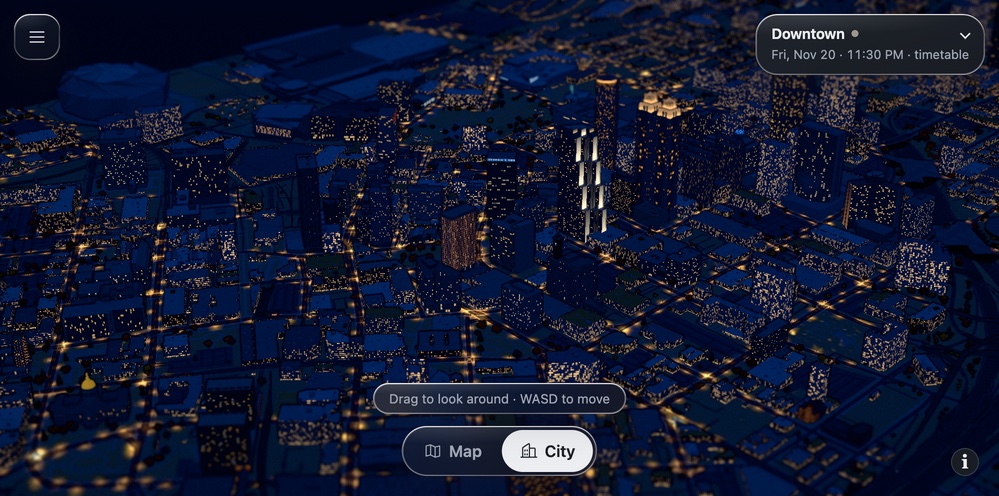 Downtown
Fri, Nov 20 · 11:30 PM · timetable
Drag to look around · WASD to move
Map
City